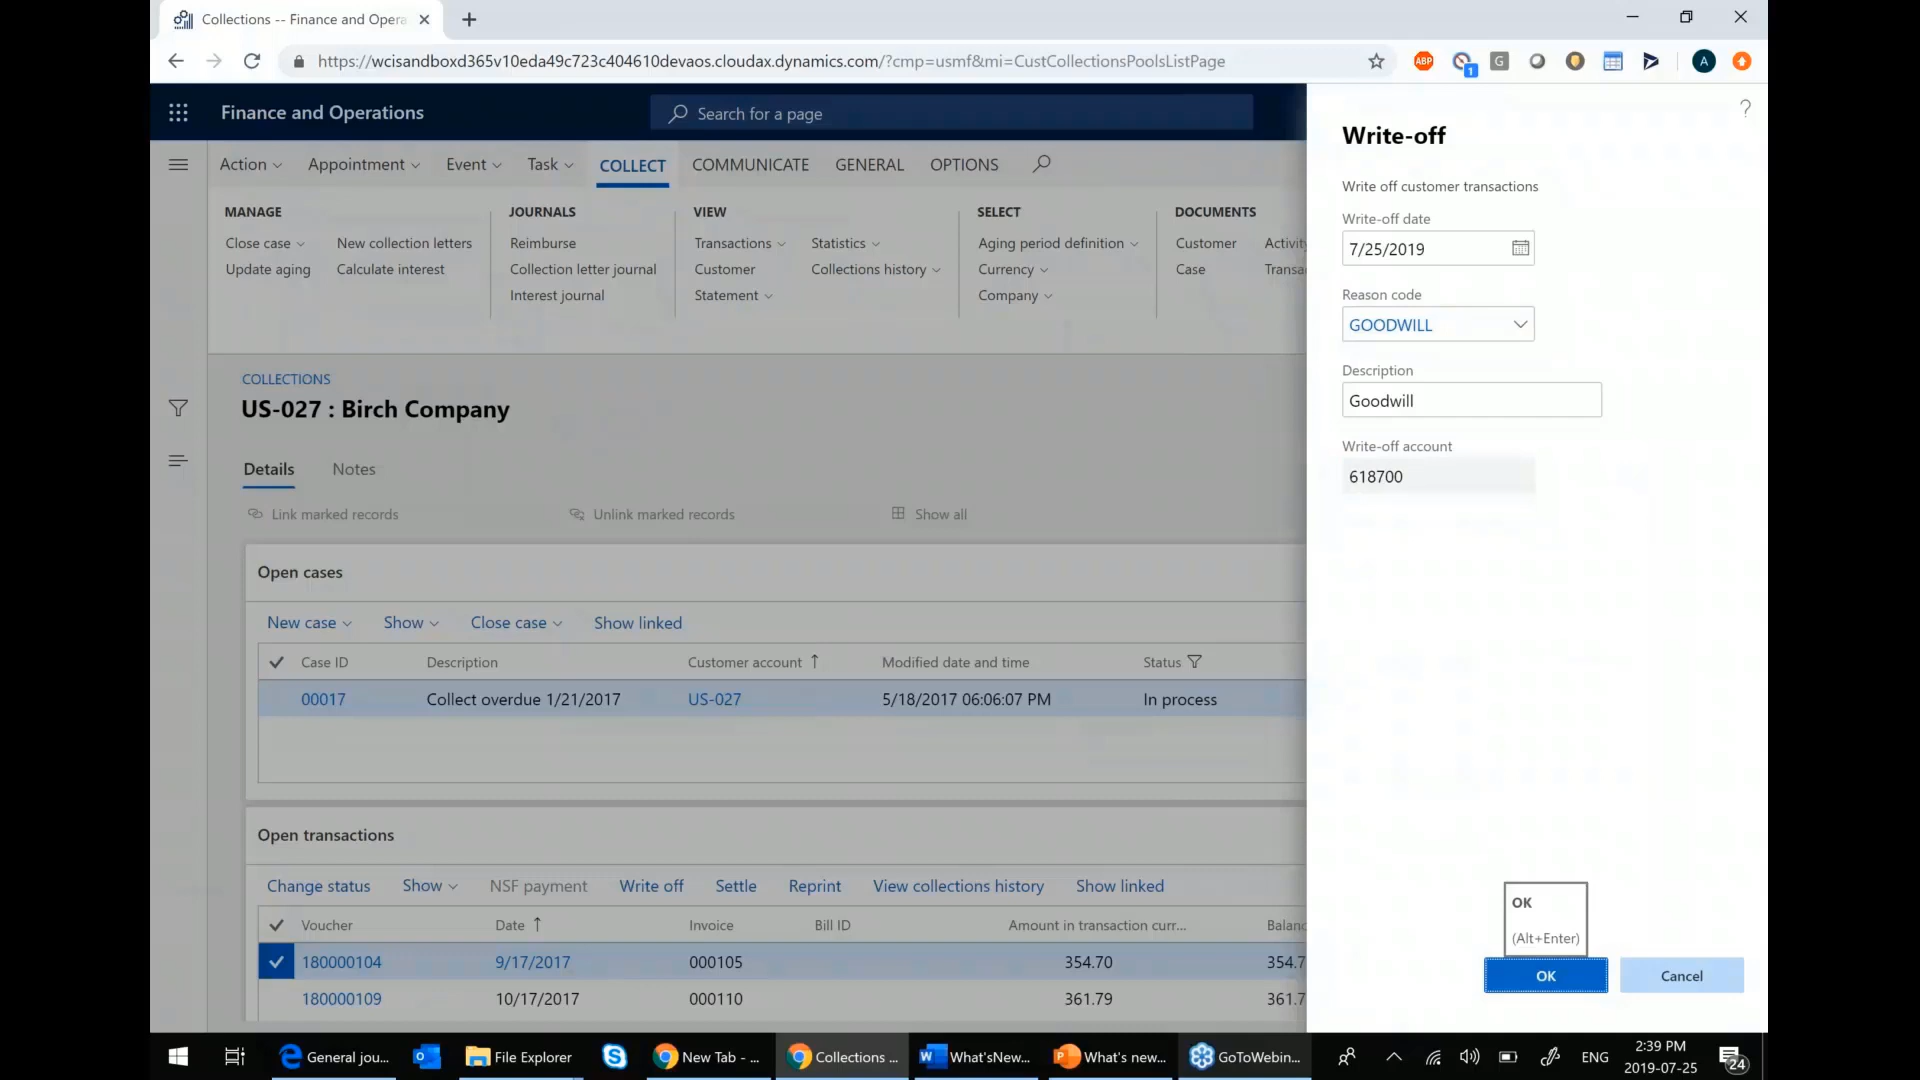 Collections -- Finance and Opera
https://wcisandboxd365v10eda49c723c404610devaos.cloudax.dynamics.com/?cmp=usmf&mi=CustCollectionsPoolsListPage
ABP
1
G
A
Finance and Operations
Search for a page
?
Action
Appointment
Event
Task
COLLECT
COMMUNICATE
GENERAL
OPTIONS
MANAGE
Close case
New collection letters
Update aging
Calculate interest
JOURNALS
Reimburse
Collection letter journal
Interest journal
VIEW
Transactions
Statistics
Customer
Collections history
Statement
SELECT
Aging period definition
Currency
Company
DOCUMENTS
Customer
Activity
Case
Transa
COLLECTIONS
US-027 : Birch Company
Details
Notes
Link marked records
Unlink marked records
Show all
Open cases
New case
Show
Close case
Show linked
Case ID
Description
Customer account
Modified date and time
Status
00017
Collect overdue 1/21/2017
US-027
5/18/2017 06:06:07 PM
In process
Open transactions
Change status
Show
NSF payment
Write off
Settle
Reprint
View collections history
Show linked
Voucher
Date
Invoice
Bill ID
Amount in transaction curr...
Balanc
180000104
9/17/2017
000105
354.70
354.7
180000109
10/17/2017
000110
361.79
361.7
Write-off
Write off customer transactions
Write-off date
7/25/2019
Reason code
GOODWILL
Description
Goodwill
Write-off account
618700
OK
(Alt+Enter)
OK
Cancel
General jou...
File Explorer
New Tab - ...
Collections ...
What'sNew...
What's new...
GoToWebin...
ENG
2:39 PM
2019-07-25
24